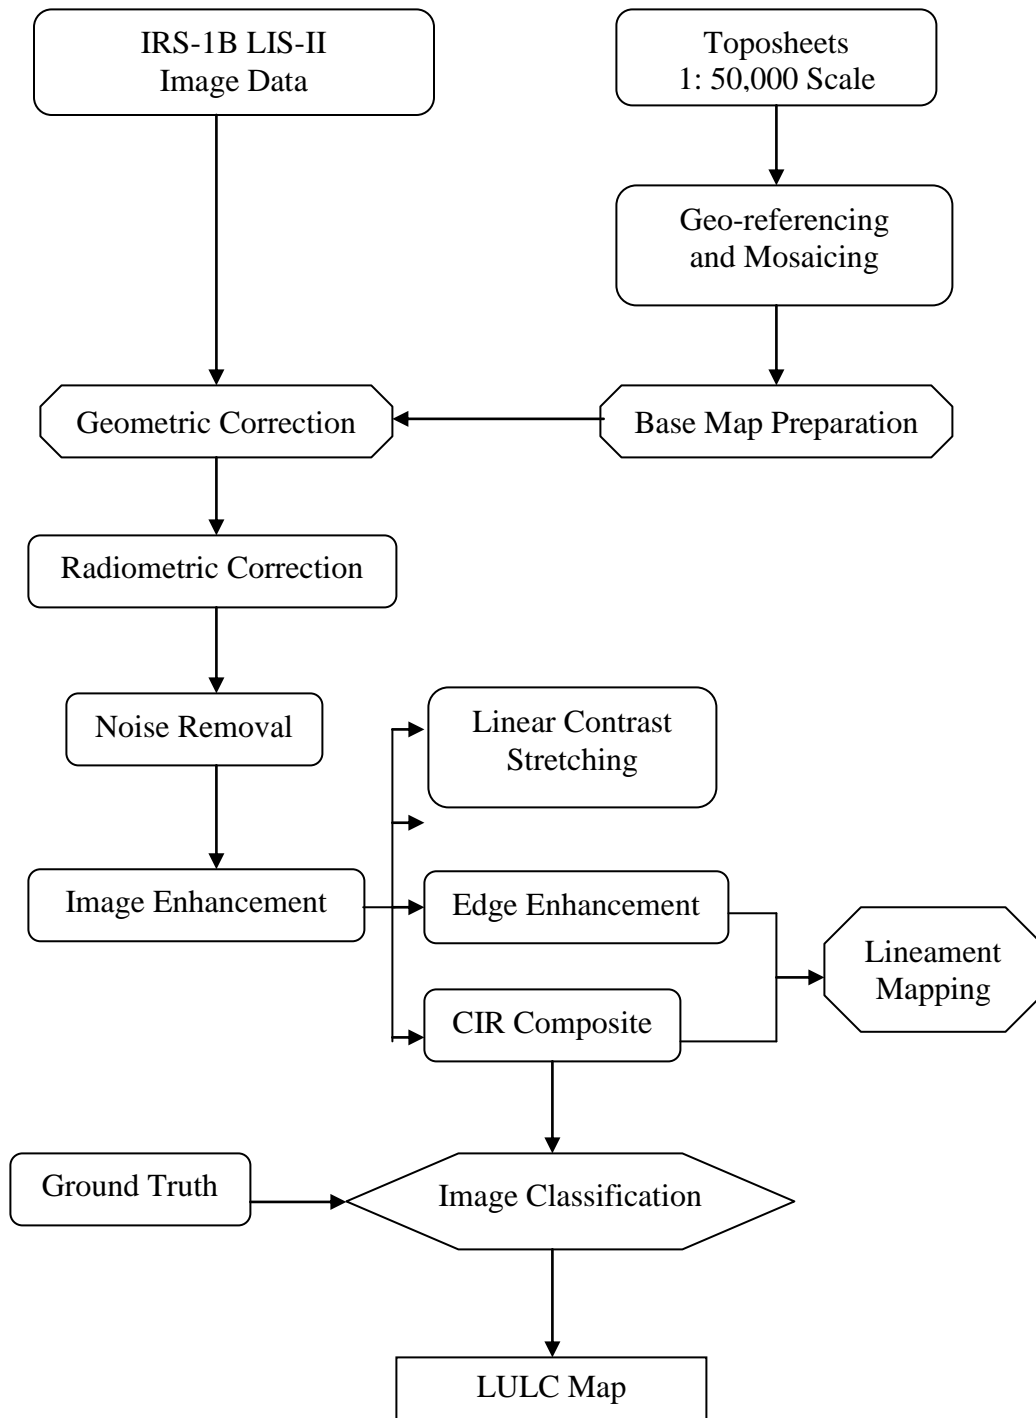 IRS-1B LIS-II
Image Data
Toposheets
1: 50,000 Scale
Geo-referencing
and Mosaicing
Geometric Correction
Base Map Preparation
Radiometric Correction
Noise Removal
Linear Contrast
Stretching
Image Enhancement
Edge Enhancement
Lineament
Mapping
CIR Composite
Ground Truth
Image Classification
LULC Map